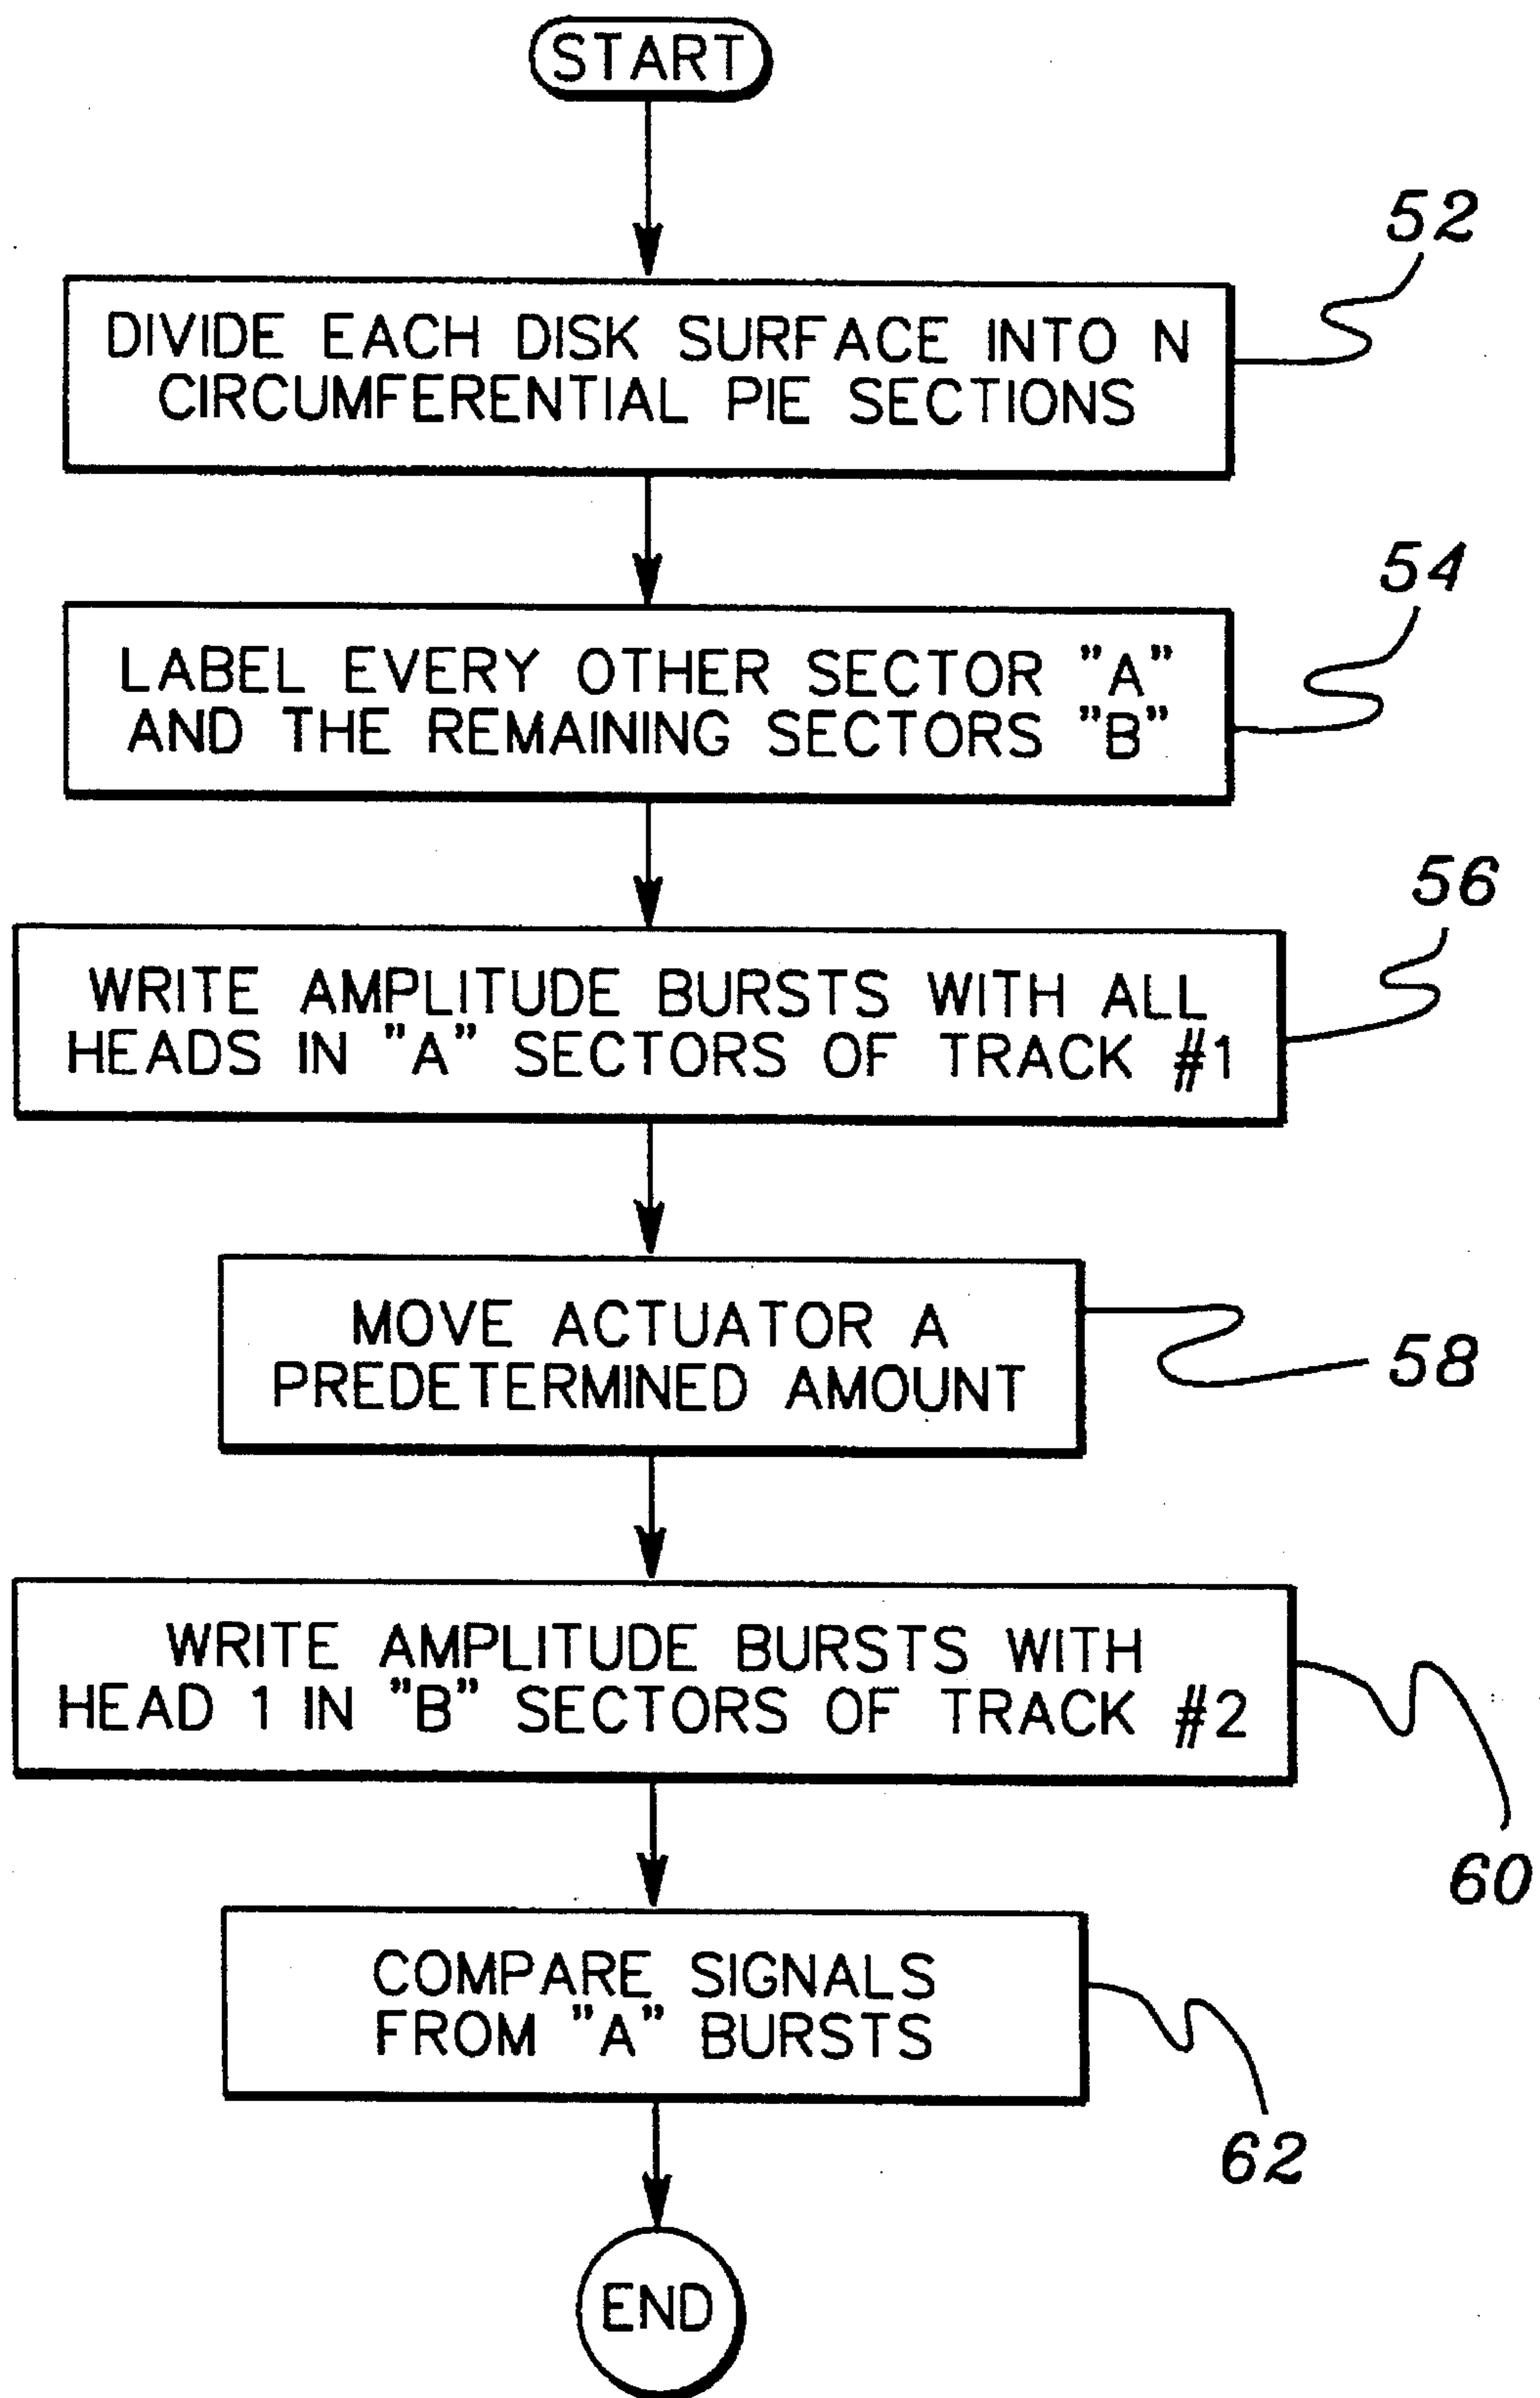 START
52
DIVIDE EACH DISK SURFACE INTO N
CIRCUMFERENTIAL PIE SECTIONS
54
LABEL EVERY OTHER SECTOR "A"
AND THE REMAINING SECTORS "B"
56
WRITE AMPLITUDE BURSTS WITH ALL
HEADS IN "A" SECTORS OF TRACK #1
MOVE ACTUATOR A
PREDETERMINED AMOUNT
58
WRITE AMPLITUDE BURSTS WITH
HEAD 1 IN "B" SECTORS OF TRACK #2
60
COMPARE SIGNALS
FROM "A" BURSTS
62
END